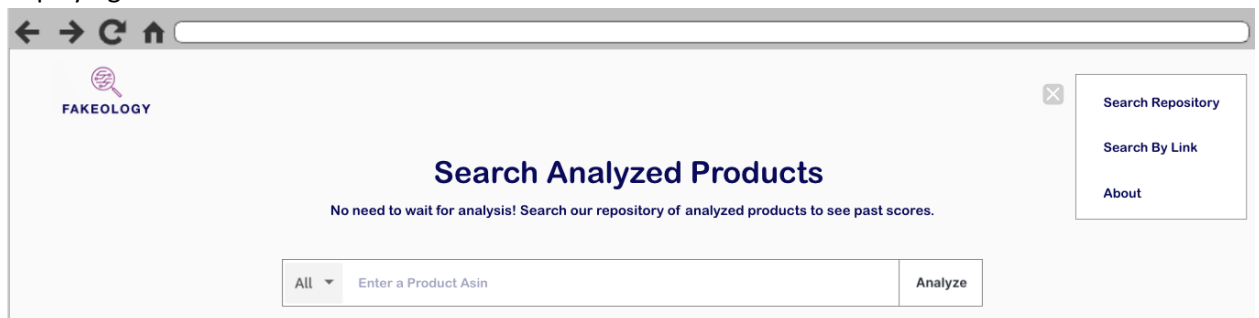 FAKEOLOGY
Search Repository
Search By Link
About
Search Analyzed Products
No need to wait for analysis! Search our repository of analyzed products to see past scores.
All
Enter a Product Asin
Analyze